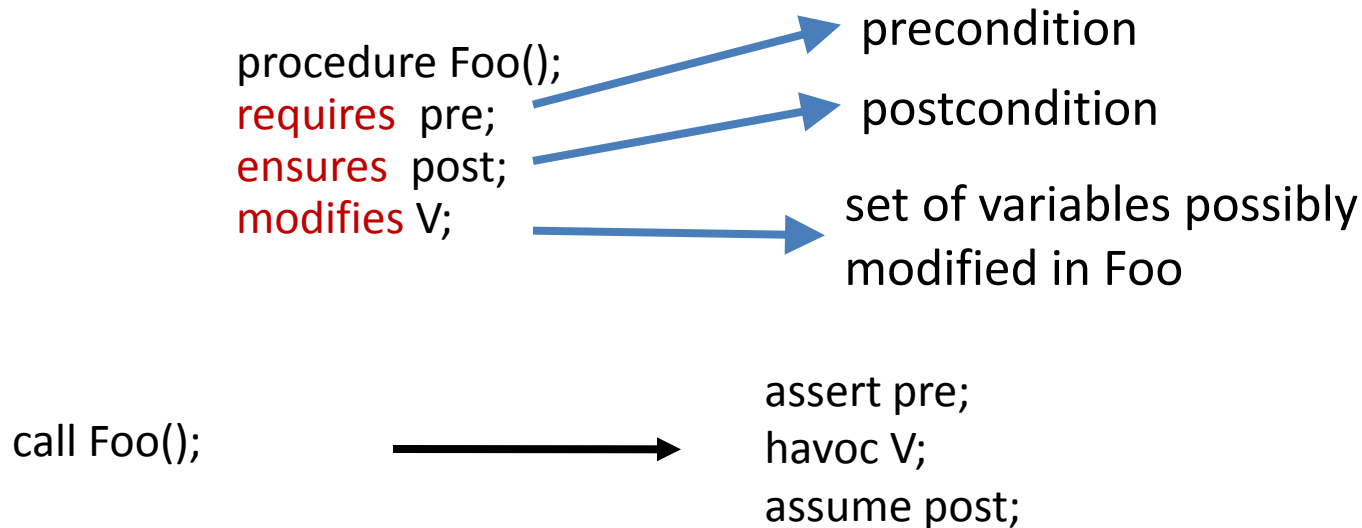 procedure Foo();
requires pre;
ensures post;
modifies V;
precondition
postcondition
set of variables possibly
modified in Foo
call Foo();
assert pre;
havoc V;
assume post;